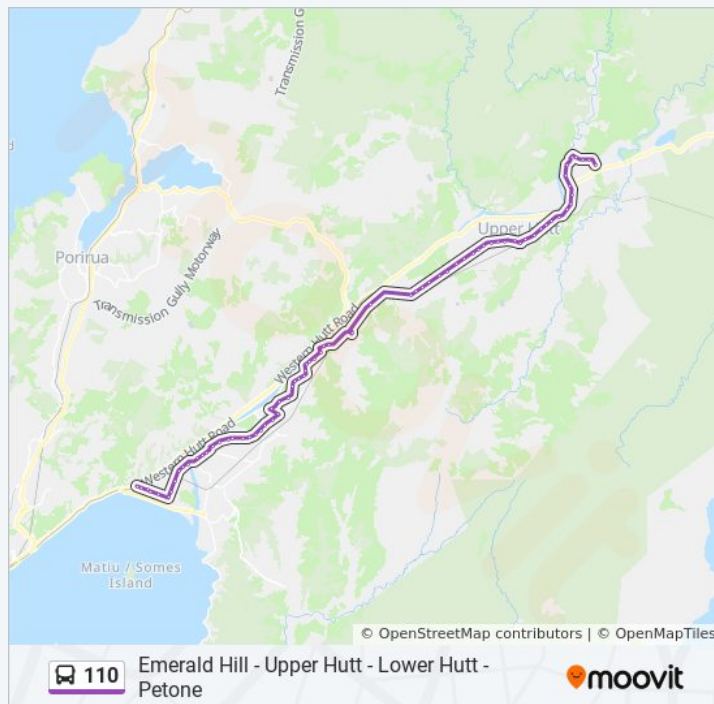 Transmission G
Porirua
Transmission Gully Motorway
Upper Hutt
Western Hutt Road
Western Hutt Road
Matiu / Somes
Island
© OpenStreetMap contributors | © OpenMapTiles
110
Emerald Hill - Upper Hutt - Lower Hutt -
Petone
moovit